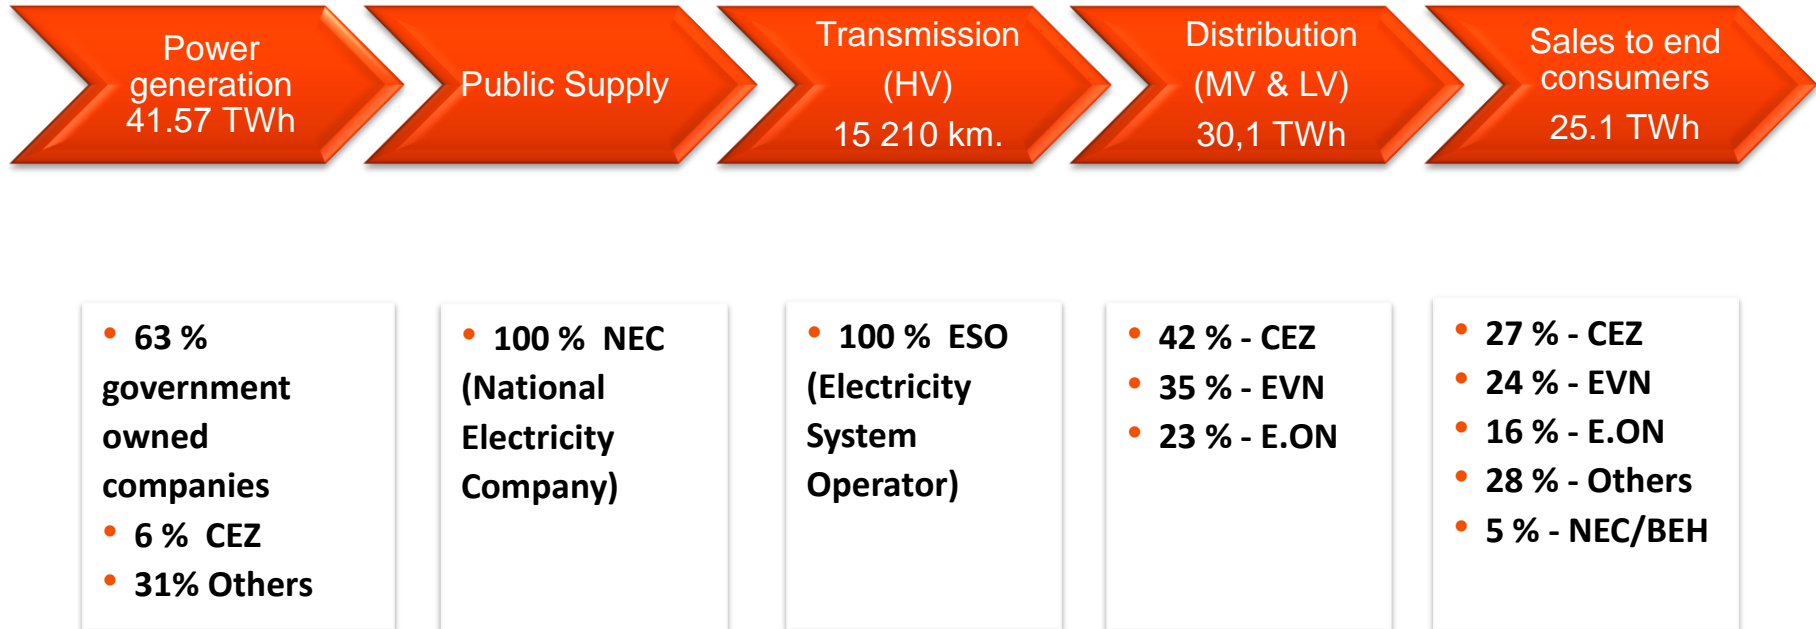 Power
generation
41.57 TWh
Public Supply
Transmission
(HV)
15 210 km.
Distribution
(MV & LV)
30,1 TWh
Sales to end
consumers
25.1 TWh
• 63 %
government
owned
companies
• 6 % CEZ
• 31% Others
• 100 % NEC
(National
Electricity
Company)
• 100 % ESO
(Electricity
System
Operator)
• 42 % - CEZ
• 35 % - EVN
• 23 % - E.ON
• 27 % - CEZ
• 24 % - EVN
• 16 % - E.ON
• 28 % - Others
• 5 % - NEC/BEH